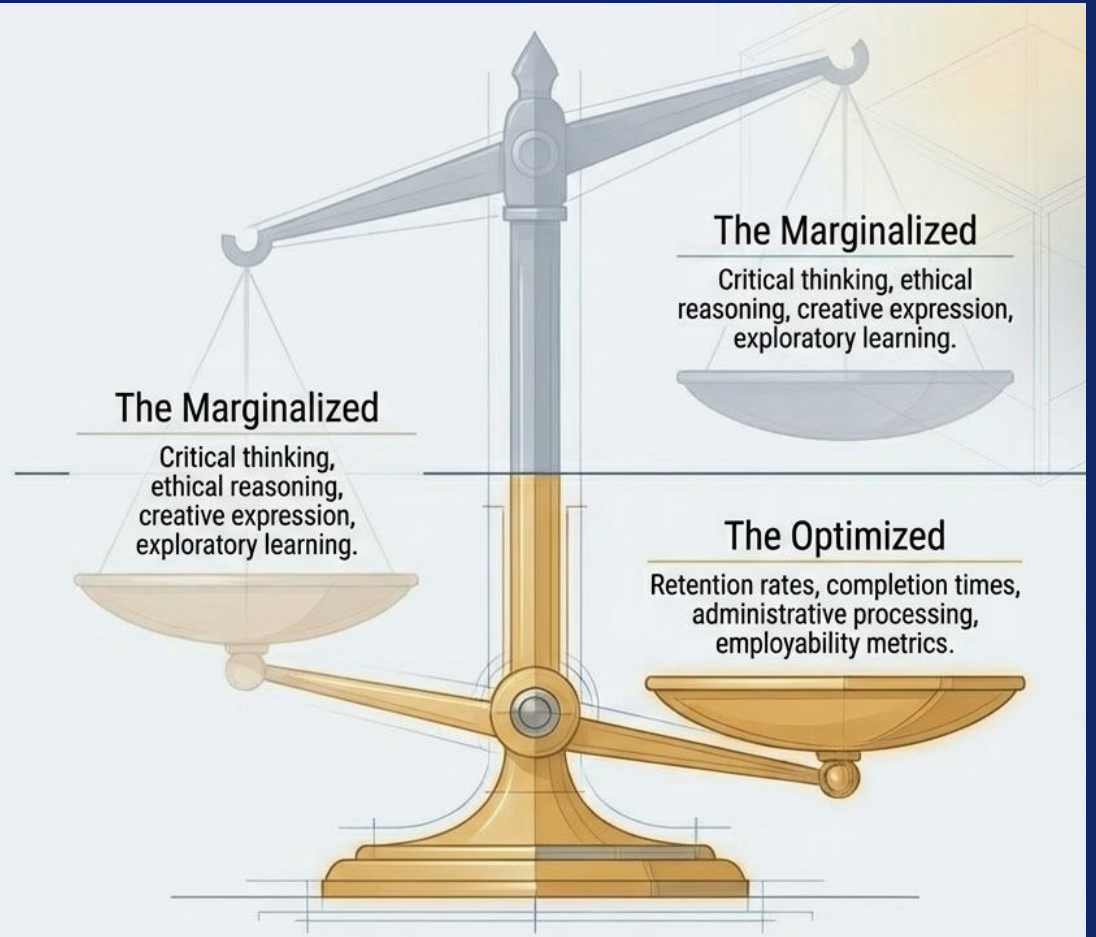 The Marginalized
Critical thinking, ethical
reasoning, creative expression,
exploratory learning.
The Marginalized
Critical thinking,
ethical reasoning,
creative expression,
exploratory learning.
The Optimized
Retention rates, completion times,
administrative processing,
employability metrics.